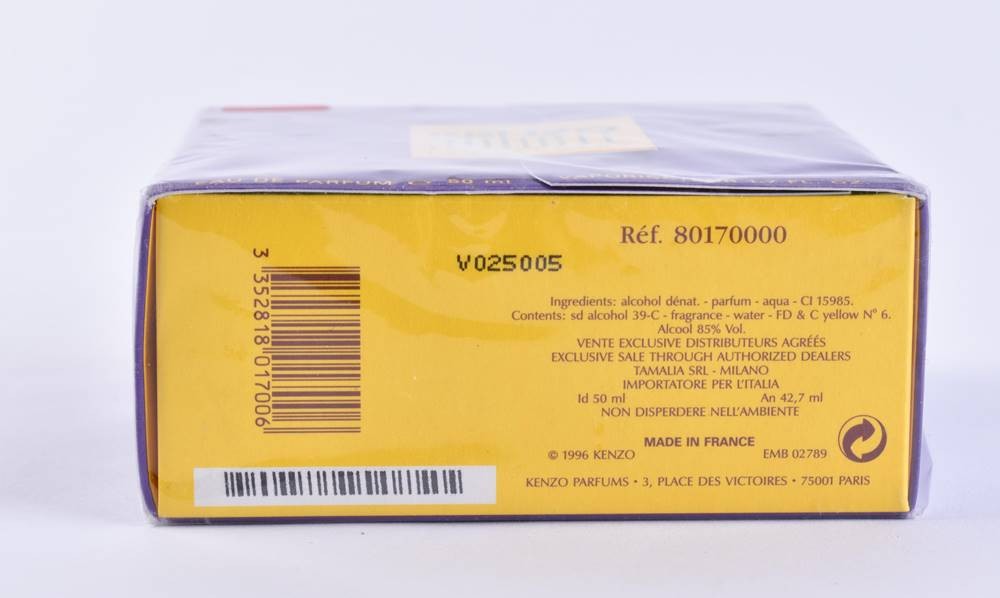 EAU DE PARFUM 50 ml
Réf. 80170000
V025005
3 352818 017006
Ingredients: alcohol dénat. - parfum - aqua - CI 15985.
Contents: sd alcohol 39-C - fragrance - water - FD & C yellow N° 6.
Alcool 85% Vol.
VENTE EXCLUSIVE DISTRIBUTEURS AGRÉÉS
EXCLUSIVE SALE THROUGH AUTHORIZED DEALERS
TAMALIA SRL - MILANO
IMPORTATORE PER L'ITALIA
Id 50 ml An 42,7 ml
NON DISPERDERE NELL'AMBIENTE
MADE IN FRANCE
© 1996 KENZO EMB 02789
KENZO PARFUMS • 3, PLACE DES VICTOIRES • 75001 PARIS